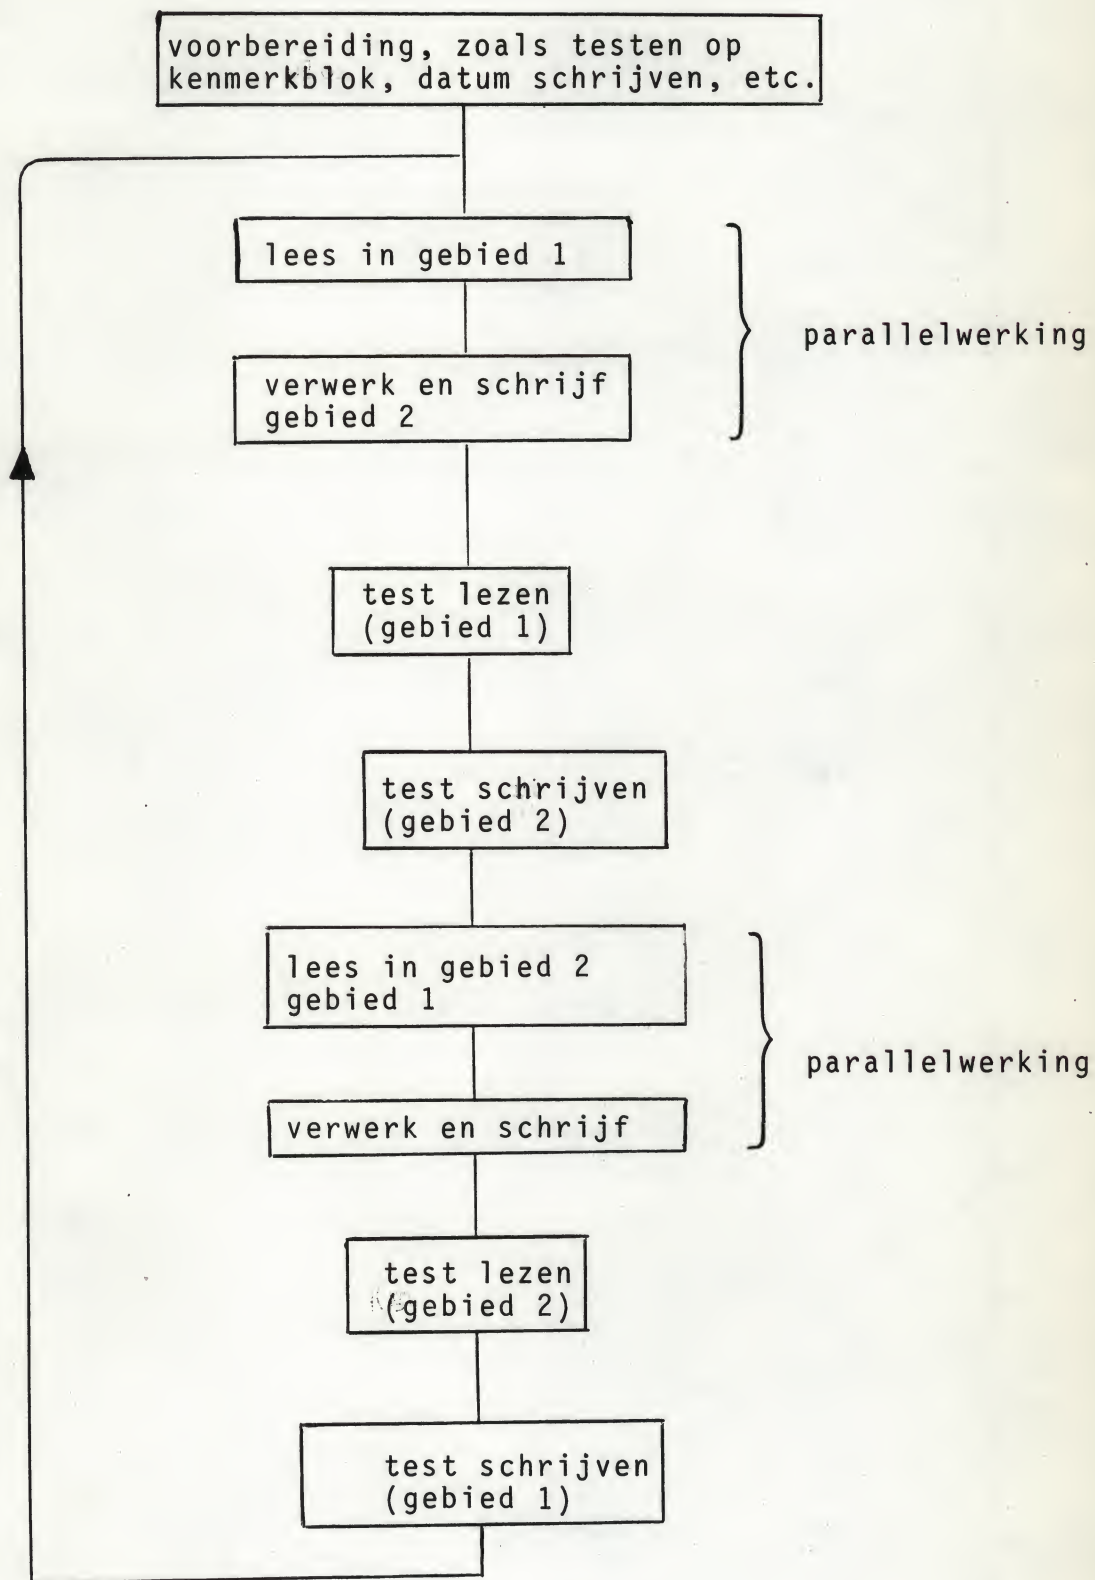 voorbereiding, zoals testen op
kenmerkblok, datum schrijven, etc.
lees in gebied 1
verwerk en schrijf
gebied 2
parallelwerking
test lezen
(gebied 1)
test schrijven
(gebied 2)
lees in gebied 2
gebied 1
verwerk en schrijf
parallelwerking
test lezen
(gebied 2)
test schrijven
(gebied 1)